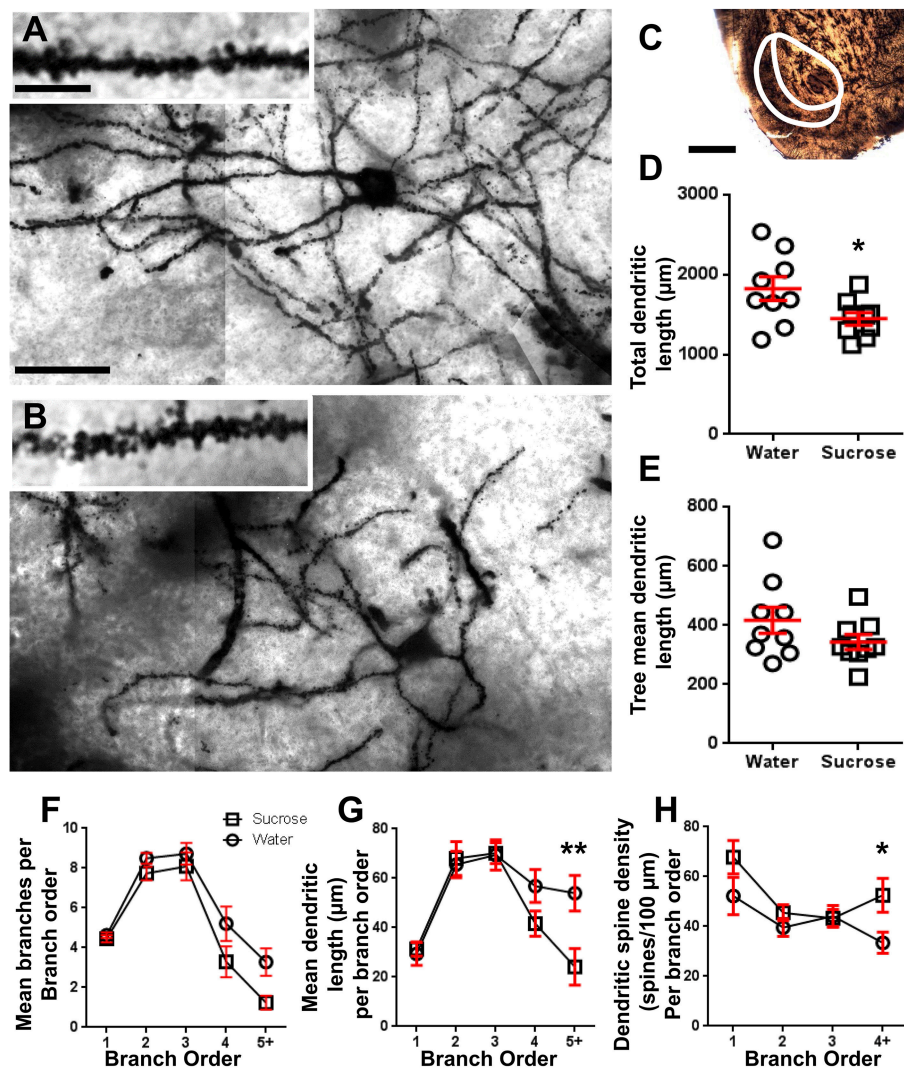 A
B
C
D
Total dendritic
length (µm)
3000
2000
1000
0
*
Water Sucrose
E
Tree mean dendritic
length (µm)
800
600
400
200
0
Water Sucrose
F
Mean branches per
Branch order
10
8
6
4
2
0
Sucrose
Water
1 2 3 4 5+
Branch Order
G
Mean dendritic
length (µm)
per branch order
80
60
40
20
0
**
1 2 3 4 5+
Branch Order
H
Dendritic spine density
(spines/100 µm)
Per branch order
80
60
40
20
0
*
1 2 3 4+
Branch Order